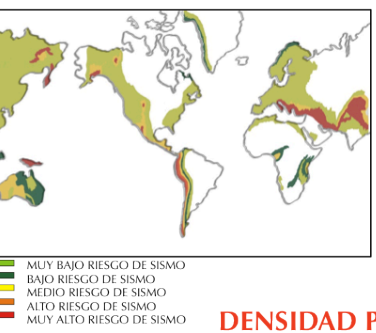 MUY BAJO RIESGO DE SISMO
BAJO RIESGO DE SISMO
MEDIO RIESGO DE SISMO
ALTO RIESGO DE SISMO
MUY ALTO RIESGO DE SISMO
DENSIDAD P